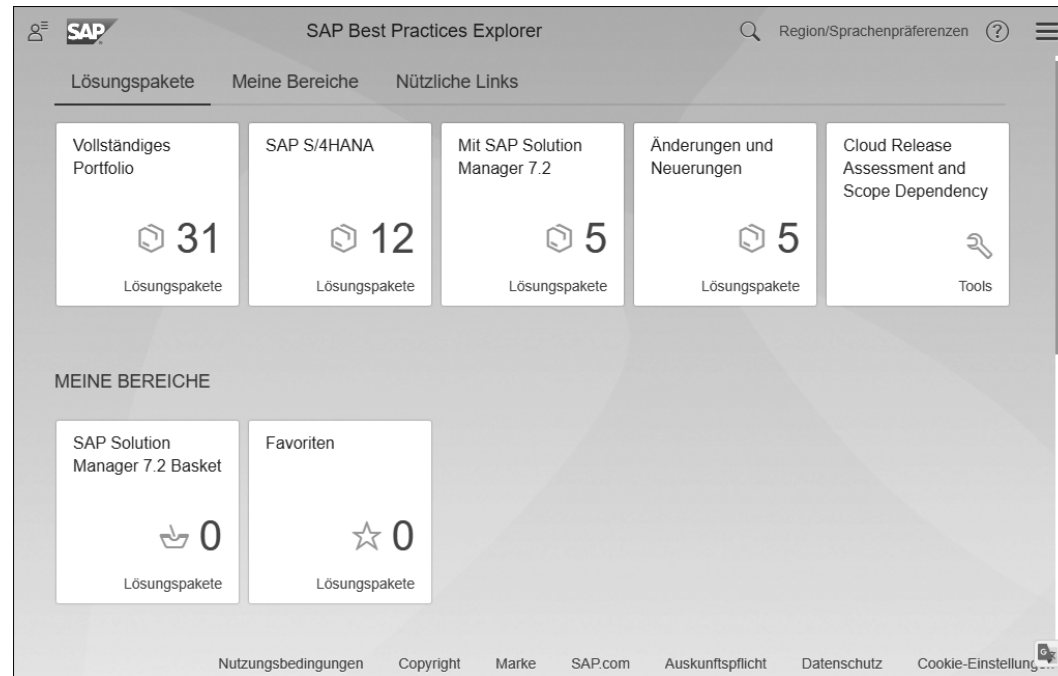 SAP
SAP Best Practices Explorer
Region/Sprachenpräferenzen
Lösungspakete
Meine Bereiche
Nützliche Links
Vollständiges
Portfolio
31
Lösungspakete
SAP S/4HANA
12
Lösungspakete
Mit SAP Solution
Manager 7.2
5
Lösungspakete
Änderungen und
Neuerungen
5
Lösungspakete
Cloud Release
Assessment and
Scope Dependency
Tools
MEINE BEREICHE
SAP Solution
Manager 7.2 Basket
0
Lösungspakete
Favoriten
0
Lösungspakete
Nutzungsbedingungen
Copyright
Marke
SAP.com
Auskunftspflicht
Datenschutz